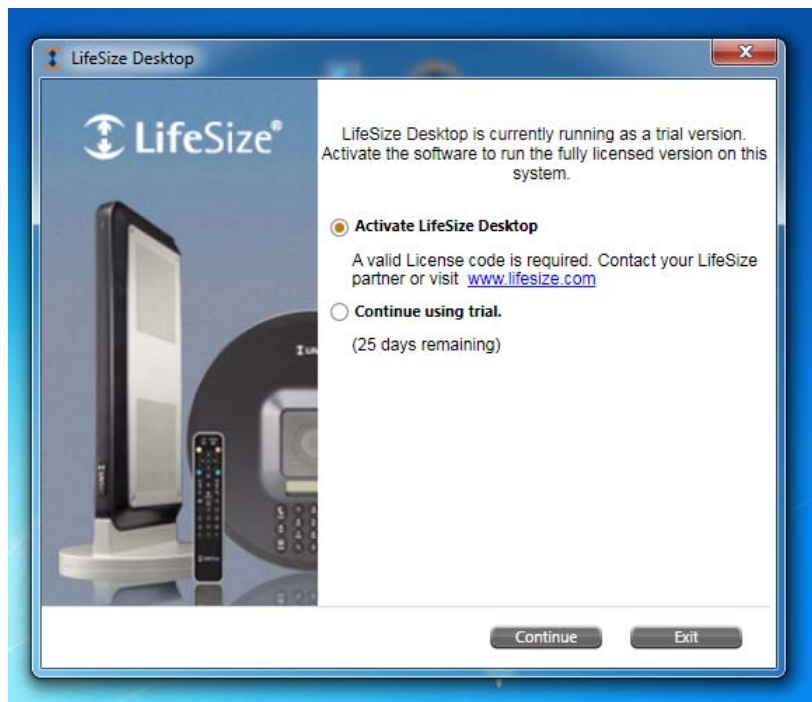 LifeSize Desktop
LifeSize®
LifeSize Desktop is currently running as a trial version.
Activate the software to run the fully licensed version on this
system.
Activate LifeSize Desktop
A valid License code is required. Contact your LifeSize
partner or visit www.lifesize.com
Continue using trial.
(25 days remaining)
Continue Exit